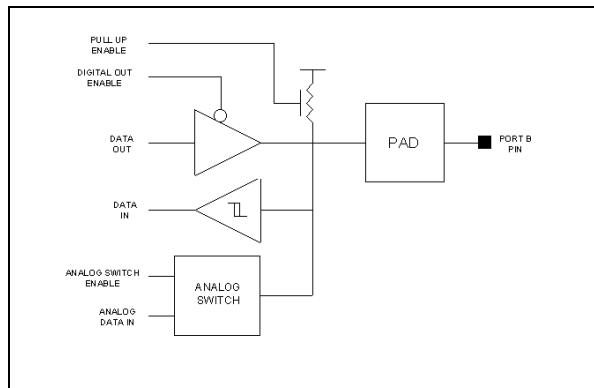 PULL UP
ENABLE
DIGITAL OUT
ENABLE
DATA
OUT
PAD
PORT B
PIN
DATA
IN
ANALOG SWITCH
ENABLE
ANALOG
SWITCH
ANALOG
DATA IN